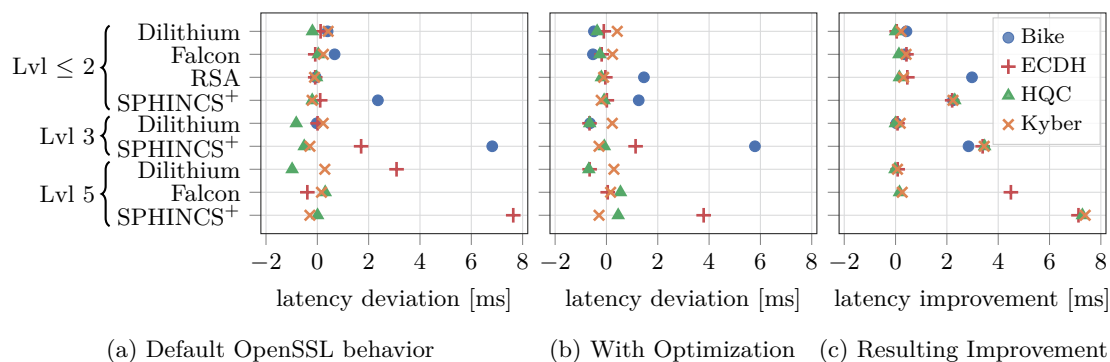 Lvl ≤ 2
Dilithium
Falcon
RSA
SPHINCS+
Lvl 3
Dilithium
SPHINCS+
Lvl 5
Dilithium
Falcon
SPHINCS+
−2 0 2 4 6 8
latency deviation [ms]
(a) Default OpenSSL behavior
−2 0 2 4 6 8
latency deviation [ms]
(b) With Optimization
Bike
ECDH
HQC
Kyber
−2 0 2 4 6 8
latency improvement [ms]
(c) Resulting Improvement